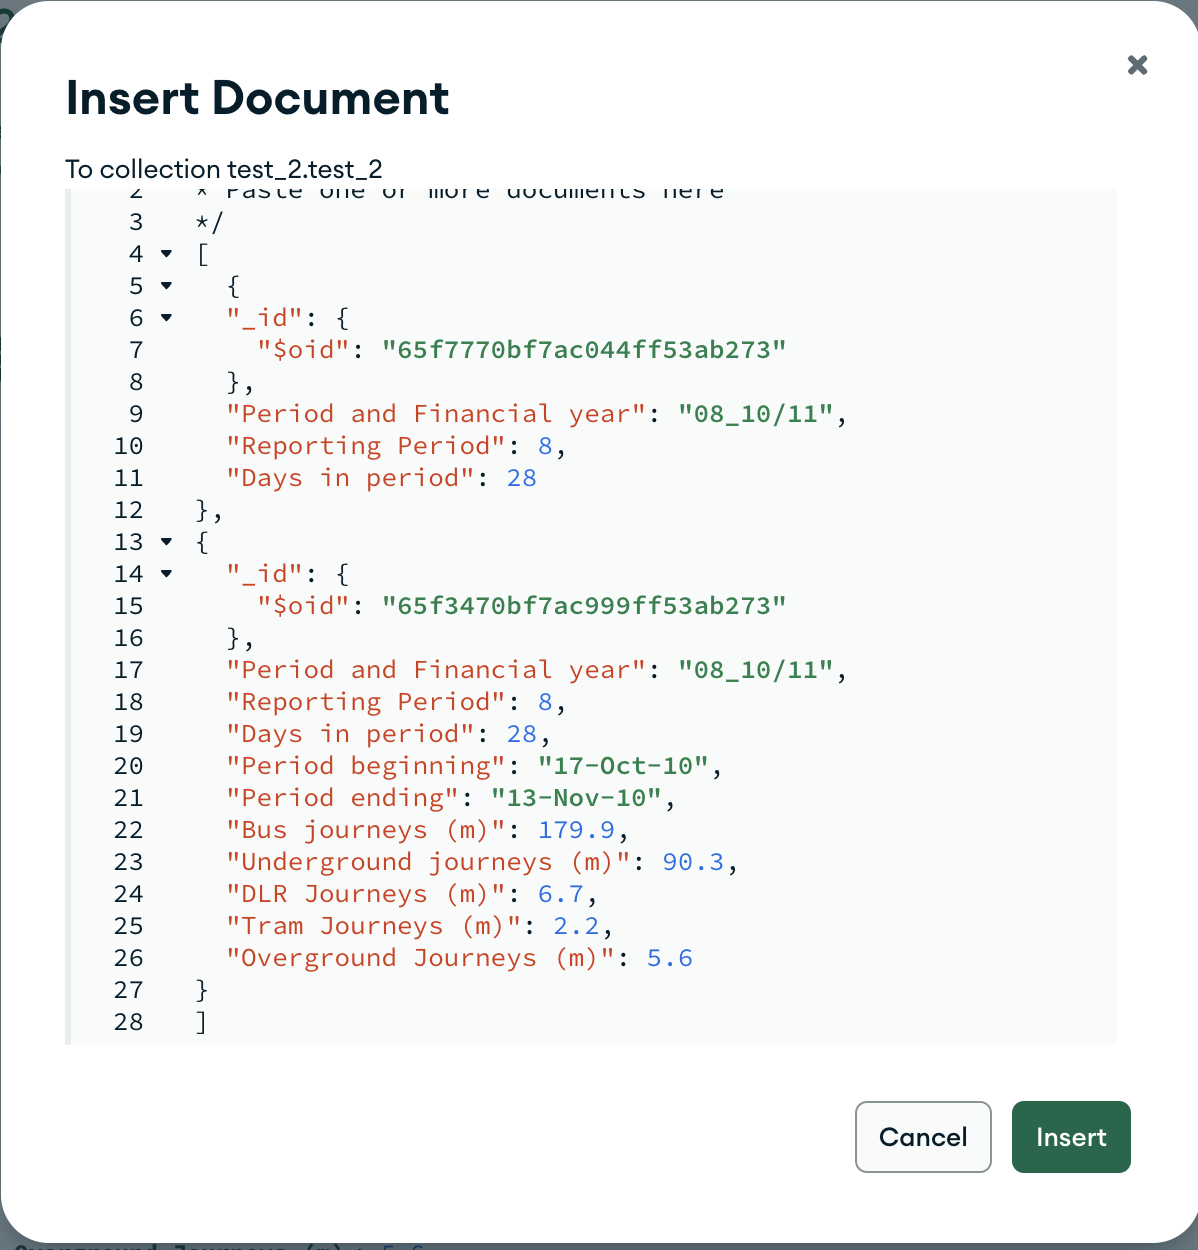 Insert Document
To collection test_2.test_2
2 * Paste one or more documents here
3 */
4 [
5 {
6 "_id": {
7 "$oid": "65f7770bf7ac044ff53ab273"
8 },
9 "Period and Financial year": "08_10/11",
10 "Reporting Period": 8,
11 "Days in period": 28
12 },
13 {
14 "_id": {
15 "$oid": "65f3470bf7ac999ff53ab273"
16 },
17 "Period and Financial year": "08_10/11",
18 "Reporting Period": 8,
19 "Days in period": 28,
20 "Period beginning": "17-Oct-10",
21 "Period ending": "13-Nov-10",
22 "Bus journeys (m)": 179.9,
23 "Underground journeys (m)": 90.3,
24 "DLR Journeys (m)": 6.7,
25 "Tram Journeys (m)": 2.2,
26 "Overground Journeys (m)": 5.6
27 }
28 ]
Cancel Insert